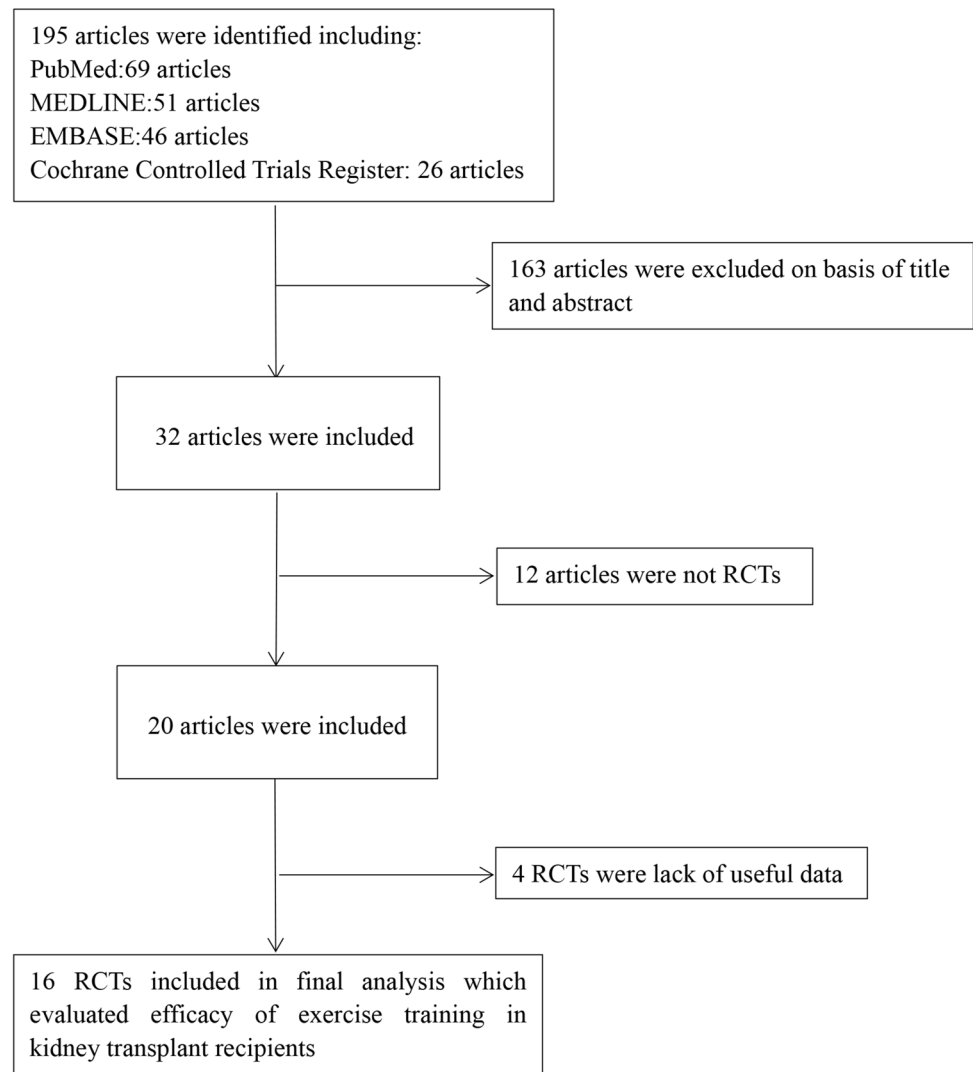 195 articles were identified including:
PubMed:69 articles
MEDLINE:51 articles
EMBASE:46 articles
Cochrane Controlled Trials Register: 26 articles
163 articles were excluded on basis of title
and abstract
32 articles were included
12 articles were not RCTs
20 articles were included
4 RCTs were lack of useful data
16 RCTs included in final analysis which
evaluated efficacy of exercise training in
kidney transplant recipients